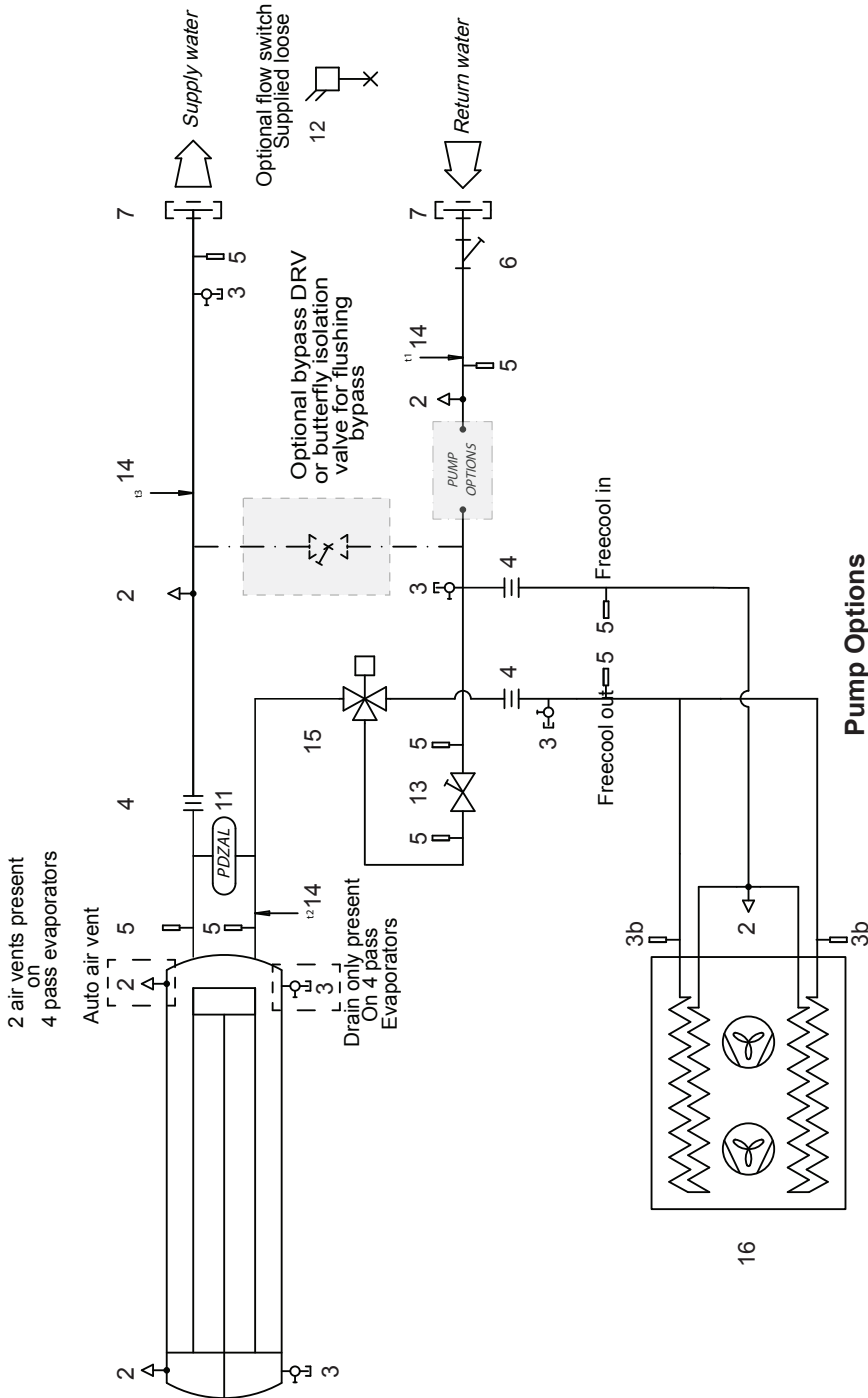 2 air vents present
on
4 pass evaporators
Auto air vent
2
2
3
3
Drain only present
On 4 pass
Evaporators
5
5
PDZAL
11
4
t2 14
2
t3 14
3
5
7
Supply water
Optional flow switch
Supplied loose
12
Optional bypass DRV
or butterfly isolation
valve for flushing
bypass
15
5
13
5
3
PUMP
OPTIONS
2
t1 14
5
6
7
Return water
4
4
3
Freecool in
5
5
Freecool out
3b
2
3b
16
Pump Options